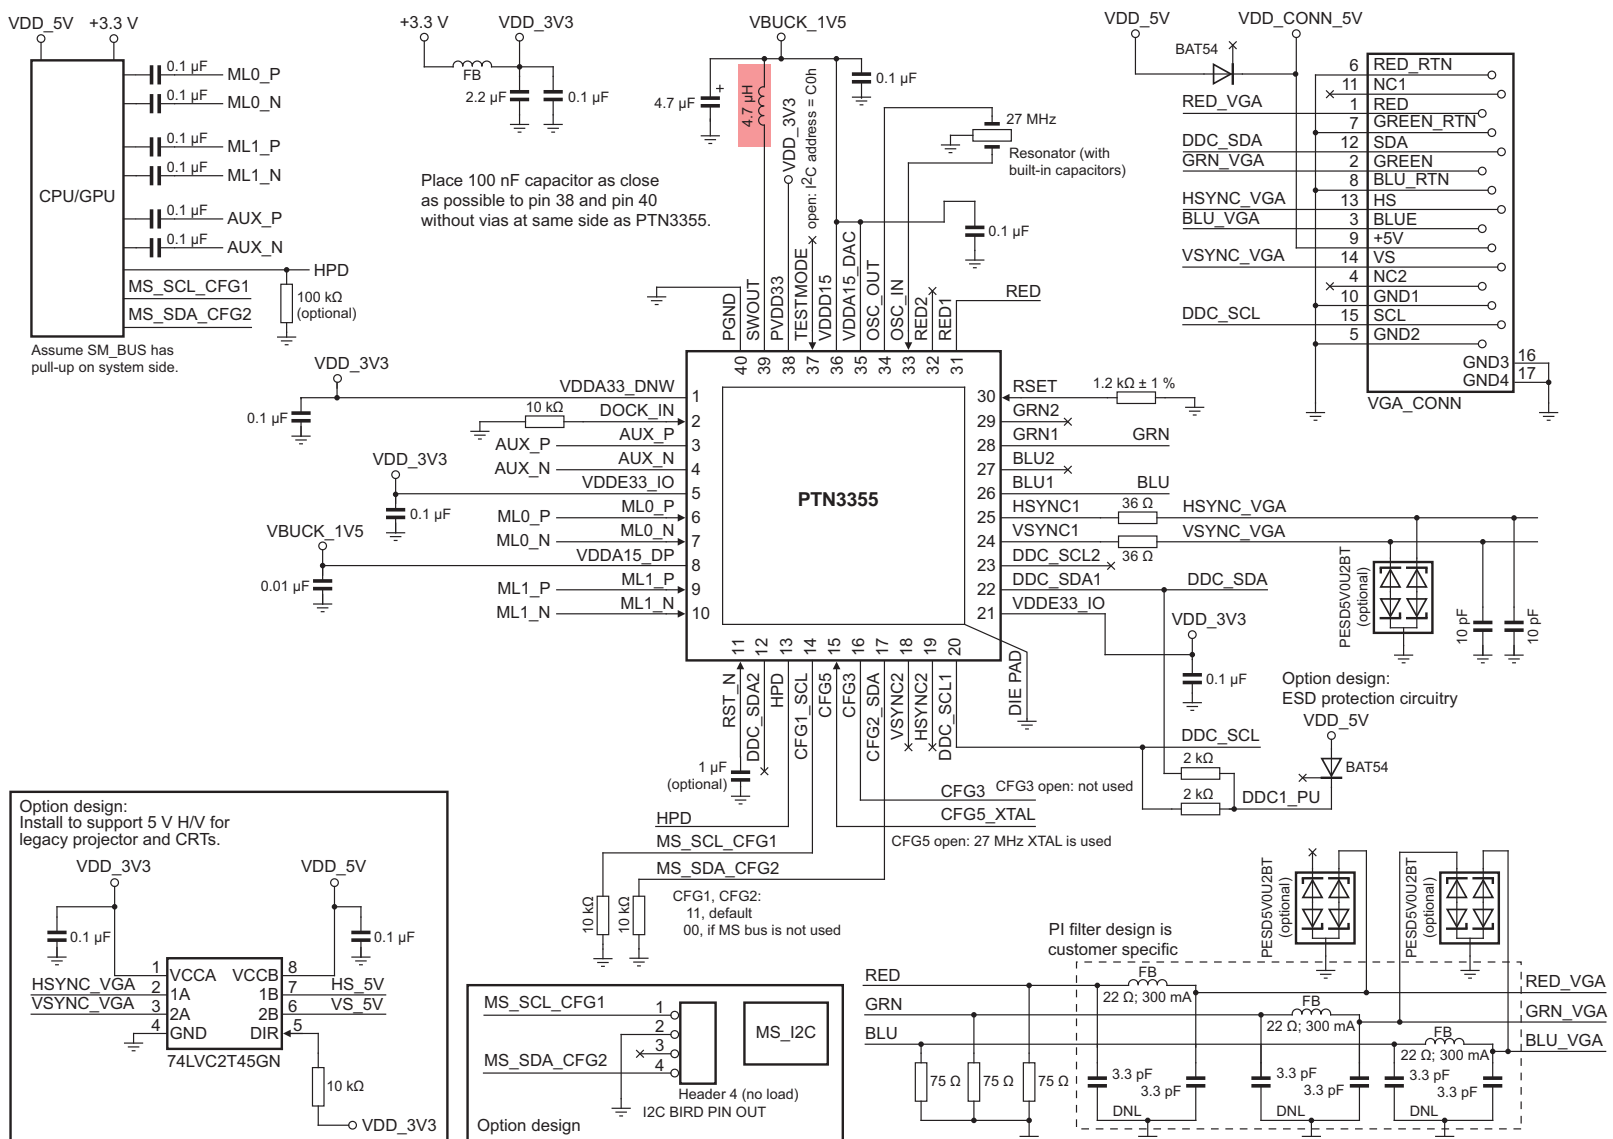 VDD_5V
+3.3 V
0.1 µF
ML0_P
0.1 µF
ML0_N
0.1 µF
ML1_P
0.1 µF
ML1_N
0.1 µF
AUX_P
0.1 µF
AUX_N
CPU/GPU
HPD
MS_SCL_CFG1
100 kΩ
(optional)
MS_SDA_CFG2
Assume SM_BUS has
pull-up on system side.
+3.3 V
VDD_3V3
FB
2.2 µF
0.1 µF
Place 100 nF capacitor as close
as possible to pin 38 and pin 40
without vias at same side as PTN3355.
VBUCK_1V5
4.7 µF
+
4.7 µH
VDD_3V3
open: I2C address = C0h
0.1 µF
27 MHz
Resonator (with
built-in capacitors)
0.1 µF
VDD_5V
VDD_CONN_5V
BAT54
6 RED_RTN
11 NC1
RED_VGA 1 RED
7 GREEN_RTN
DDC_SDA 12 SDA
GRN_VGA 2 GREEN
8 BLU_RTN
HSYNC_VGA 13 HS
BLU_VGA 3 BLUE
9 +5V
VSYNC_VGA 14 VS
4 NC2
10 GND1
DDC_SCL 15 SCL
5 GND2
GND3 16
GND4 17
VGA_CONN
PGND
SWOUT
PVDD33
TESTMODE
VDDD15
VDDA15_DAC
OSC_OUT
OSC_IN
RED2
RED1
RED
40 39 38 37 36 35 34 33 32 31
VDD_3V3
0.1 µF
VDDA33_DNW 1
10 kΩ DOCK_IN 2
AUX_P AUX_P 3
AUX_N AUX_N 4
VDD_3V3
VDDE33_IO 5
0.1 µF
ML0_P ML0_P 6
ML0_N ML0_N 7
VBUCK_1V5
VDDA15_DP 8
0.01 µF
ML1_P ML1_P 9
ML1_N ML1_N 10
PTN3355
30 RSET 1.2 kΩ ± 1 %
29 GRN2
28 GRN1 GRN
27 BLU2
26 BLU1 BLU
25 HSYNC1 36 Ω HSYNC_VGA
24 VSYNC1 36 Ω VSYNC_VGA
23 DDC_SCL2
22 DDC_SDA1 DDC_SDA
21 VDDE33_IO
VDD_3V3
0.1 µF
PESD5V0U2BT
(optional)
10 pF
10 pF
Option design:
ESD protection circuitry
VDD_5V
BAT54
DDC_SCL
2 kΩ
2 kΩ
DDC1_PU
11 12 13 14 15 16 17 18 19 20
RST_N
DDC_SDA2
HPD
CFG1_SCL
CFG5
CFG3
CFG2_SDA
VSYNC2
HSYNC2
DDC_SCL1
DIE PAD
1 µF
(optional)
CFG3 CFG3 open: not used
CFG5_XTAL
CFG5 open: 27 MHz XTAL is used
HPD
MS_SCL_CFG1
MS_SDA_CFG2
10 kΩ
10 kΩ
CFG1, CFG2:
11, default
00, if MS bus is not used
Option design:
Install to support 5 V H/V for
legacy projector and CRTs.
VDD_3V3
VDD_5V
0.1 µF
0.1 µF
1 VCCA VCCB 8
HSYNC_VGA 2 1A 1B 7 HS_5V
VSYNC_VGA 3 2A 2B 6 VS_5V
4 GND DIR 5
74LVC2T45GN
10 kΩ
VDD_3V3
MS_SCL_CFG1 1
2
3
MS_SDA_CFG2 4
MS_I2C
Header 4 (no load)
I2C BIRD PIN OUT
Option design
PI filter design is
customer specific
PESD5V0U2BT
(optional)
PESD5V0U2BT
(optional)
RED
FB
22 Ω; 300 mA
RED_VGA
GRN
FB
22 Ω; 300 mA
GRN_VGA
BLU
FB
22 Ω; 300 mA
BLU_VGA
75 Ω
75 Ω
75 Ω
3.3 pF
3.3 pF
DNL
3.3 pF
3.3 pF
DNL
3.3 pF
3.3 pF
DNL